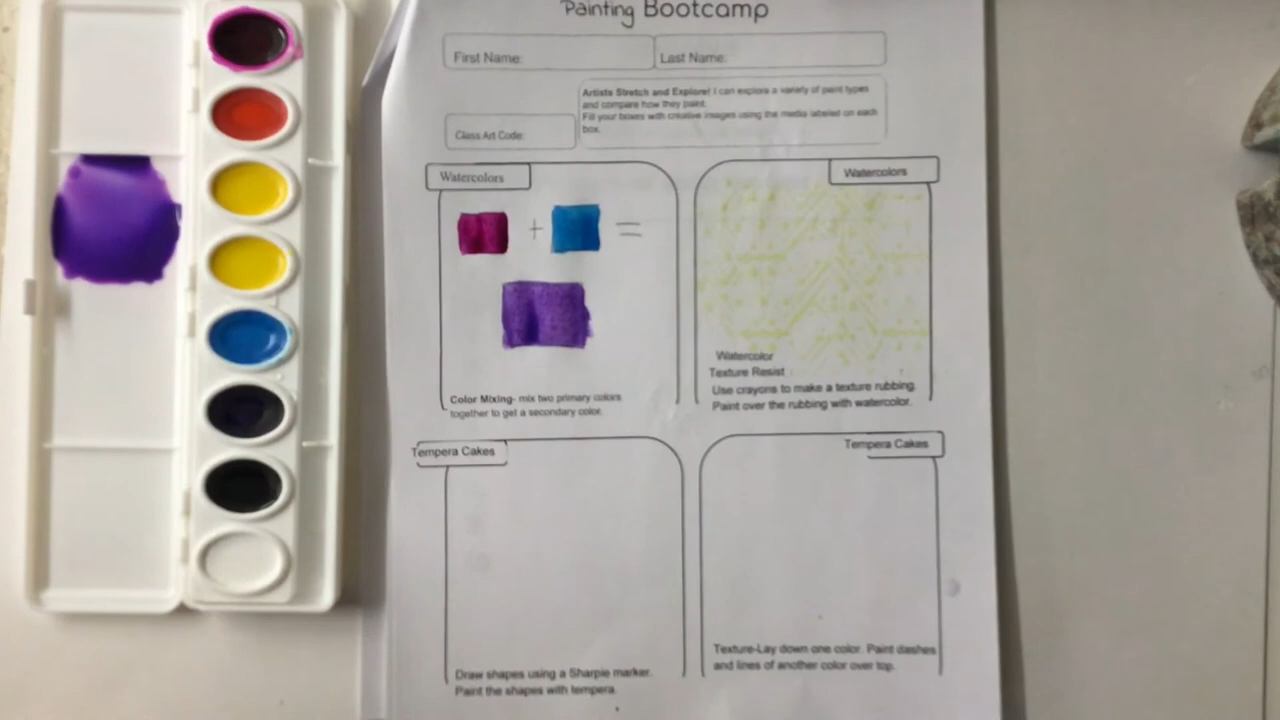 Painting Bootcamp
First Name:
Last Name:
Artists Stretch and Explore! I can explore a variety of paint types
and compare how they paint.
Fill your boxes with creative images using the media labeled on each
box.
Class Art Code:
Watercolors
+ =
Color Mixing- mix two primary colors
together to get a secondary color.
Watercolors
Watercolor
Texture Resist
Use crayons to make a texture rubbing.
Paint over the rubbing with watercolor.
Tempera Cakes
Draw shapes using a Sharpie marker.
Paint the shapes with tempera.
Tempera Cakes
Texture-Lay down one color. Paint dashes
and lines of another color over top.